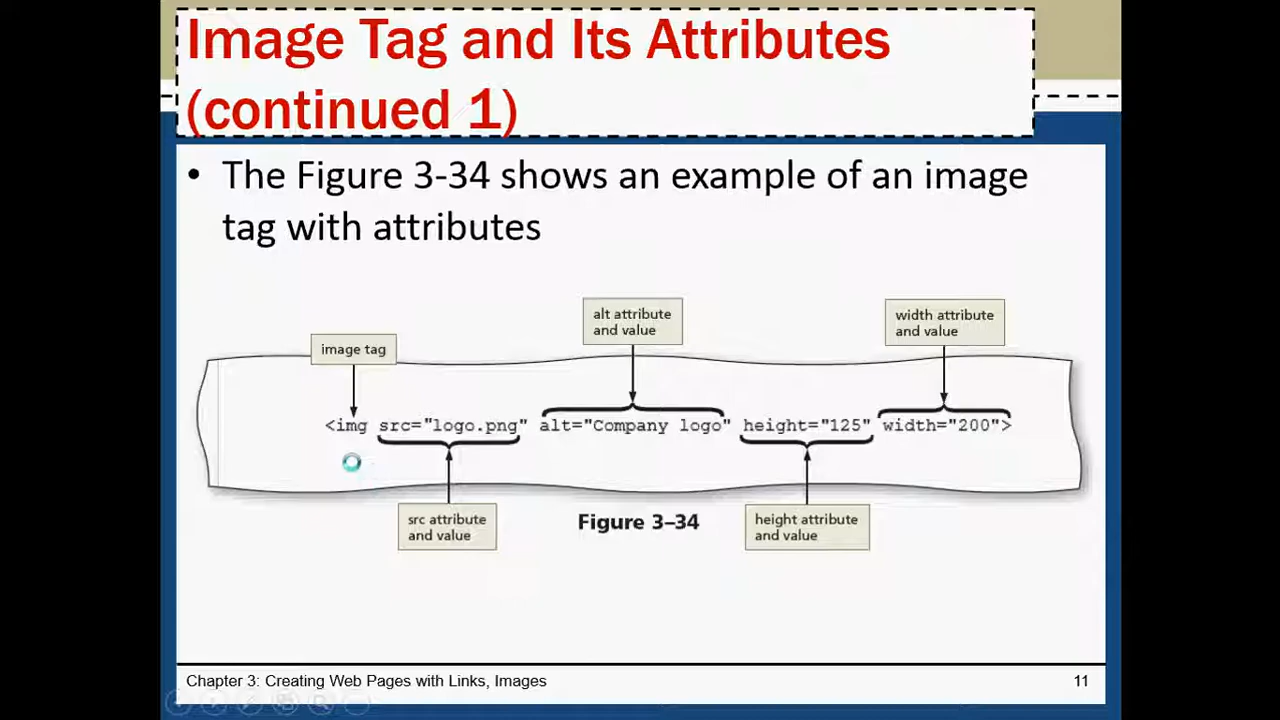 Image Tag and Its Attributes
(continued 1)
• The Figure 3-34 shows an example of an image
tag with attributes
alt attribute
and value
width attribute
and value
image tag
<img src="logo.png" alt="Company logo" height="125" width="200">
src attribute
and value
Figure 3–34
height attribute
and value
Chapter 3: Creating Web Pages with Links, Images
11